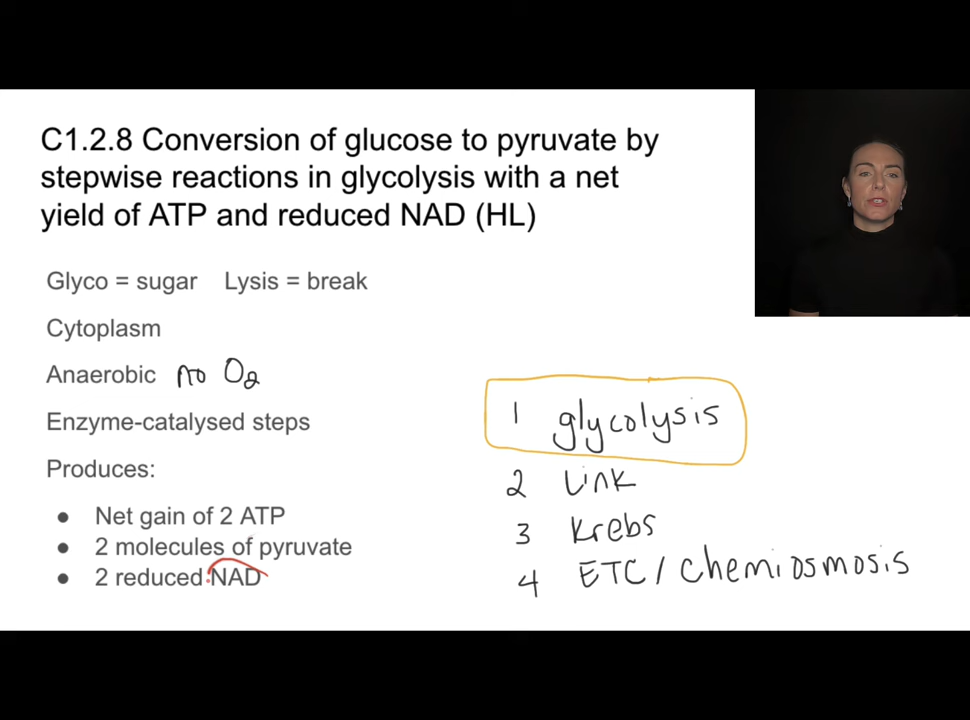 C1.2.8 Conversion of glucose to pyruvate by
stepwise reactions in glycolysis with a net
yield of ATP and reduced NAD (HL)
Glyco = sugar Lysis = break
Cytoplasm
Anaerobic no O2
Enzyme-catalysed steps
Produces:
● Net gain of 2 ATP
● 2 molecules of pyruvate
● 2 reduced NAD
1 glycolysis
2 Link
3 Krebs
4 ETC / chemiosmosis